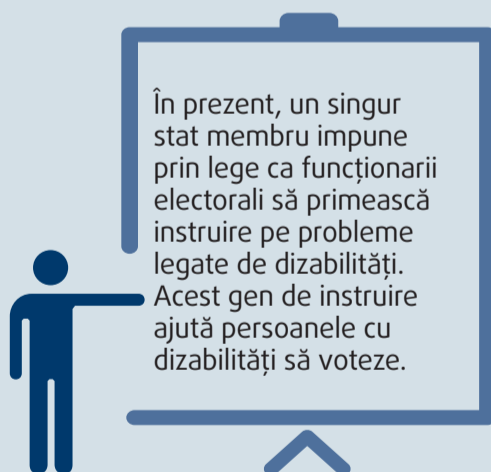 În prezent, un singur
stat membru impune
prin lege ca funcționarii
electorali să primească
instruire pe probleme
legate de dizabilități.
Acest gen de instruire
ajută persoanele cu
dizabilități să voteze.